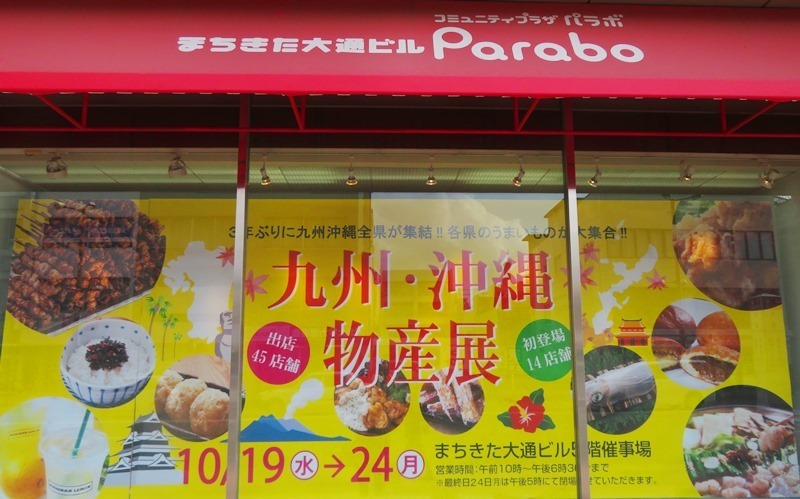 コミュニティプラザ パラボ
まちきた大通ビル Parabo
3年ぶりに九州沖縄全県が集結!! 各県のうまいものが大集合!!
九州・沖縄
物産展
出店
45店舗
初登場
14店舗
10/19㊌→24㊊
まちきた大通ビル5階催事場
営業時間:午前10時~午後6時30分まで
※最終日24日月は午後5時にて閉場させていただきます。